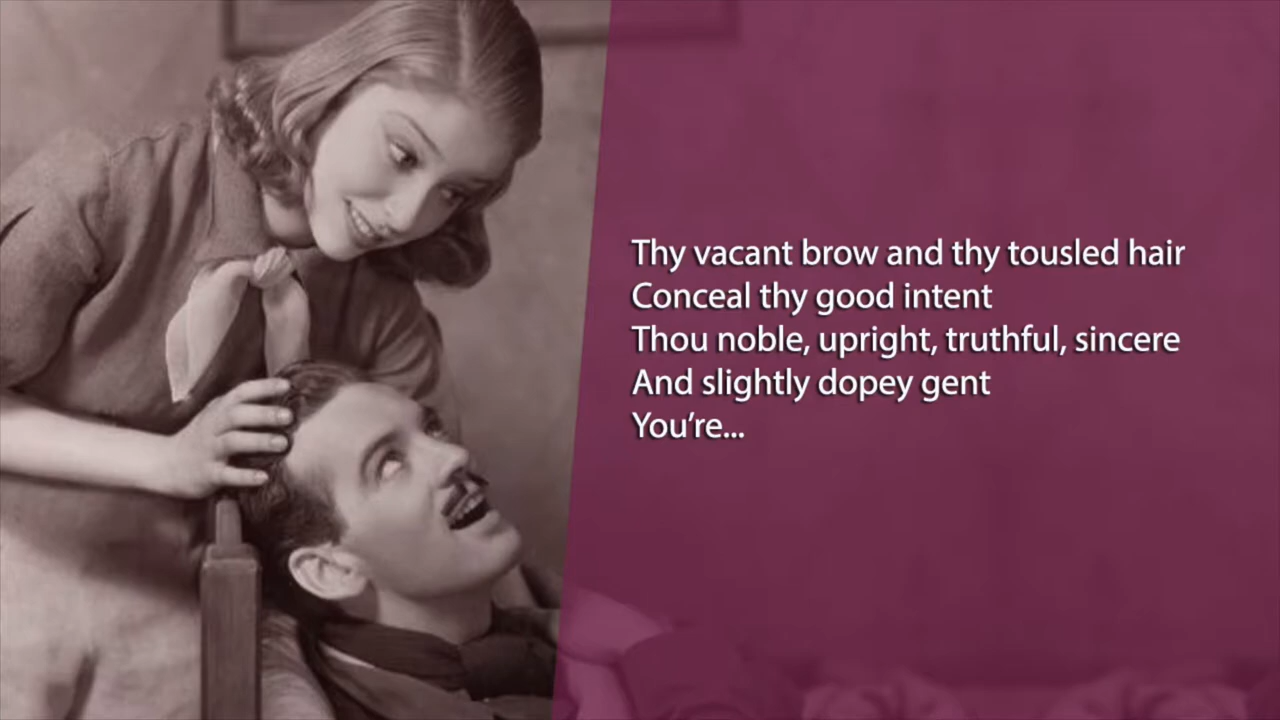 Thy vacant brow and thy tousled hair
Conceal thy good intent
Thou noble, upright, truthful, sincere
And slightly dopey gent
You’re...